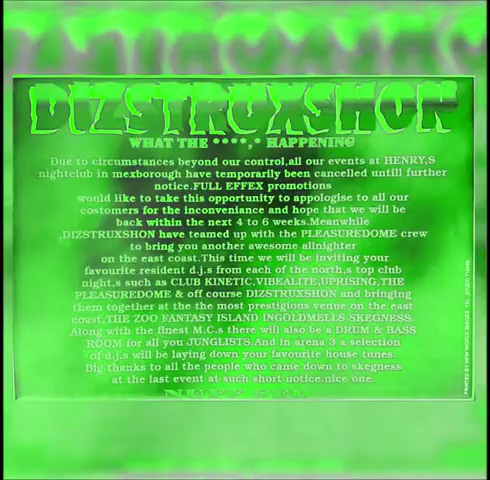 DIZSTRUXSHON
WHAT THE ****,* HAPPENING
Due to circumstances beyond our control,all our events at HENRY,S
nightclub in mexborough have temporarily been cancelled untill further
notice.FULL EFFEX promotions
would like to take this opportunity to appologise to all our
costomers for the inconveniance and hope that we will be
back within the next 4 to 6 weeks.Meanwhile
,DIZSTRUXSHON have teamed up with the PLEASUREDOME crew
to bring you another awesome allnighter
on the east coast.This time we will be inviting your
favourite resident d.j.s from each of the north,s top club
night,s such as CLUB KINETIC,VIBEALITE,UPRISING,THE
PLEASUREDOME & off course DIZSTRUXSHON and bringing
them together at the the most prestigious venue on the east
coast,THE ZOO FANTASY ISLAND INGOLDMELLS SKEGNESS.
Along with the finest M.C.s there will also be a DRUM & BASS
ROOM for all you JUNGLISTS.And in arena 3 a selection
of d.j.s will be laying down your favourite house tunes.
Big thanks to all the people who came down to skegness
at the last event at such short notice.nice one.
PRINTED BY NEW WORLD IMAGES TEL.